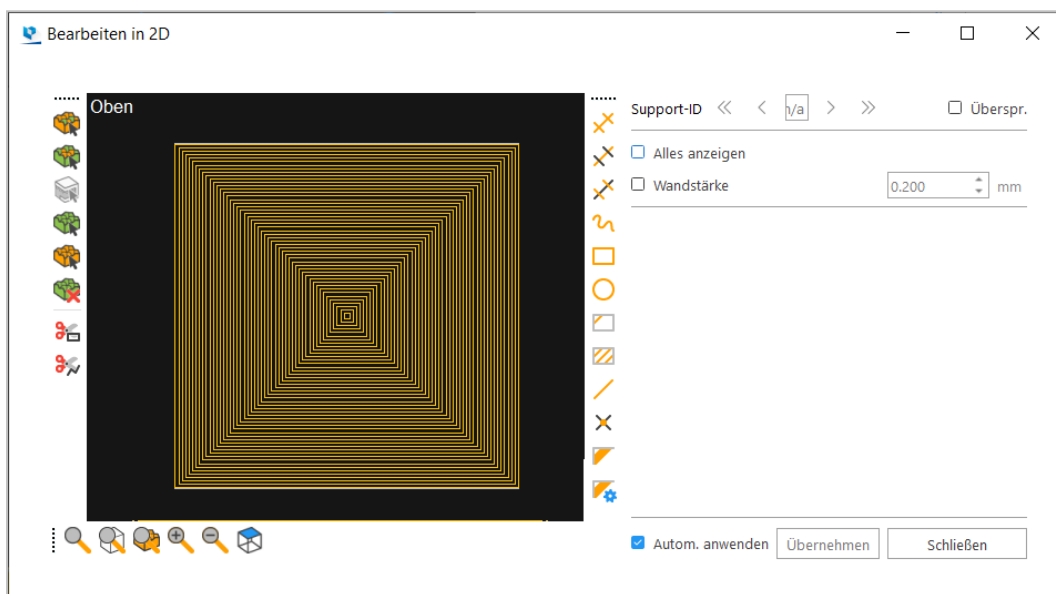 Bearbeiten in 2D
Oben
Support-ID n/a Überspr.
Alles anzeigen
Wandstärke 0.200 mm
Autom. anwenden Übernehmen Schließen